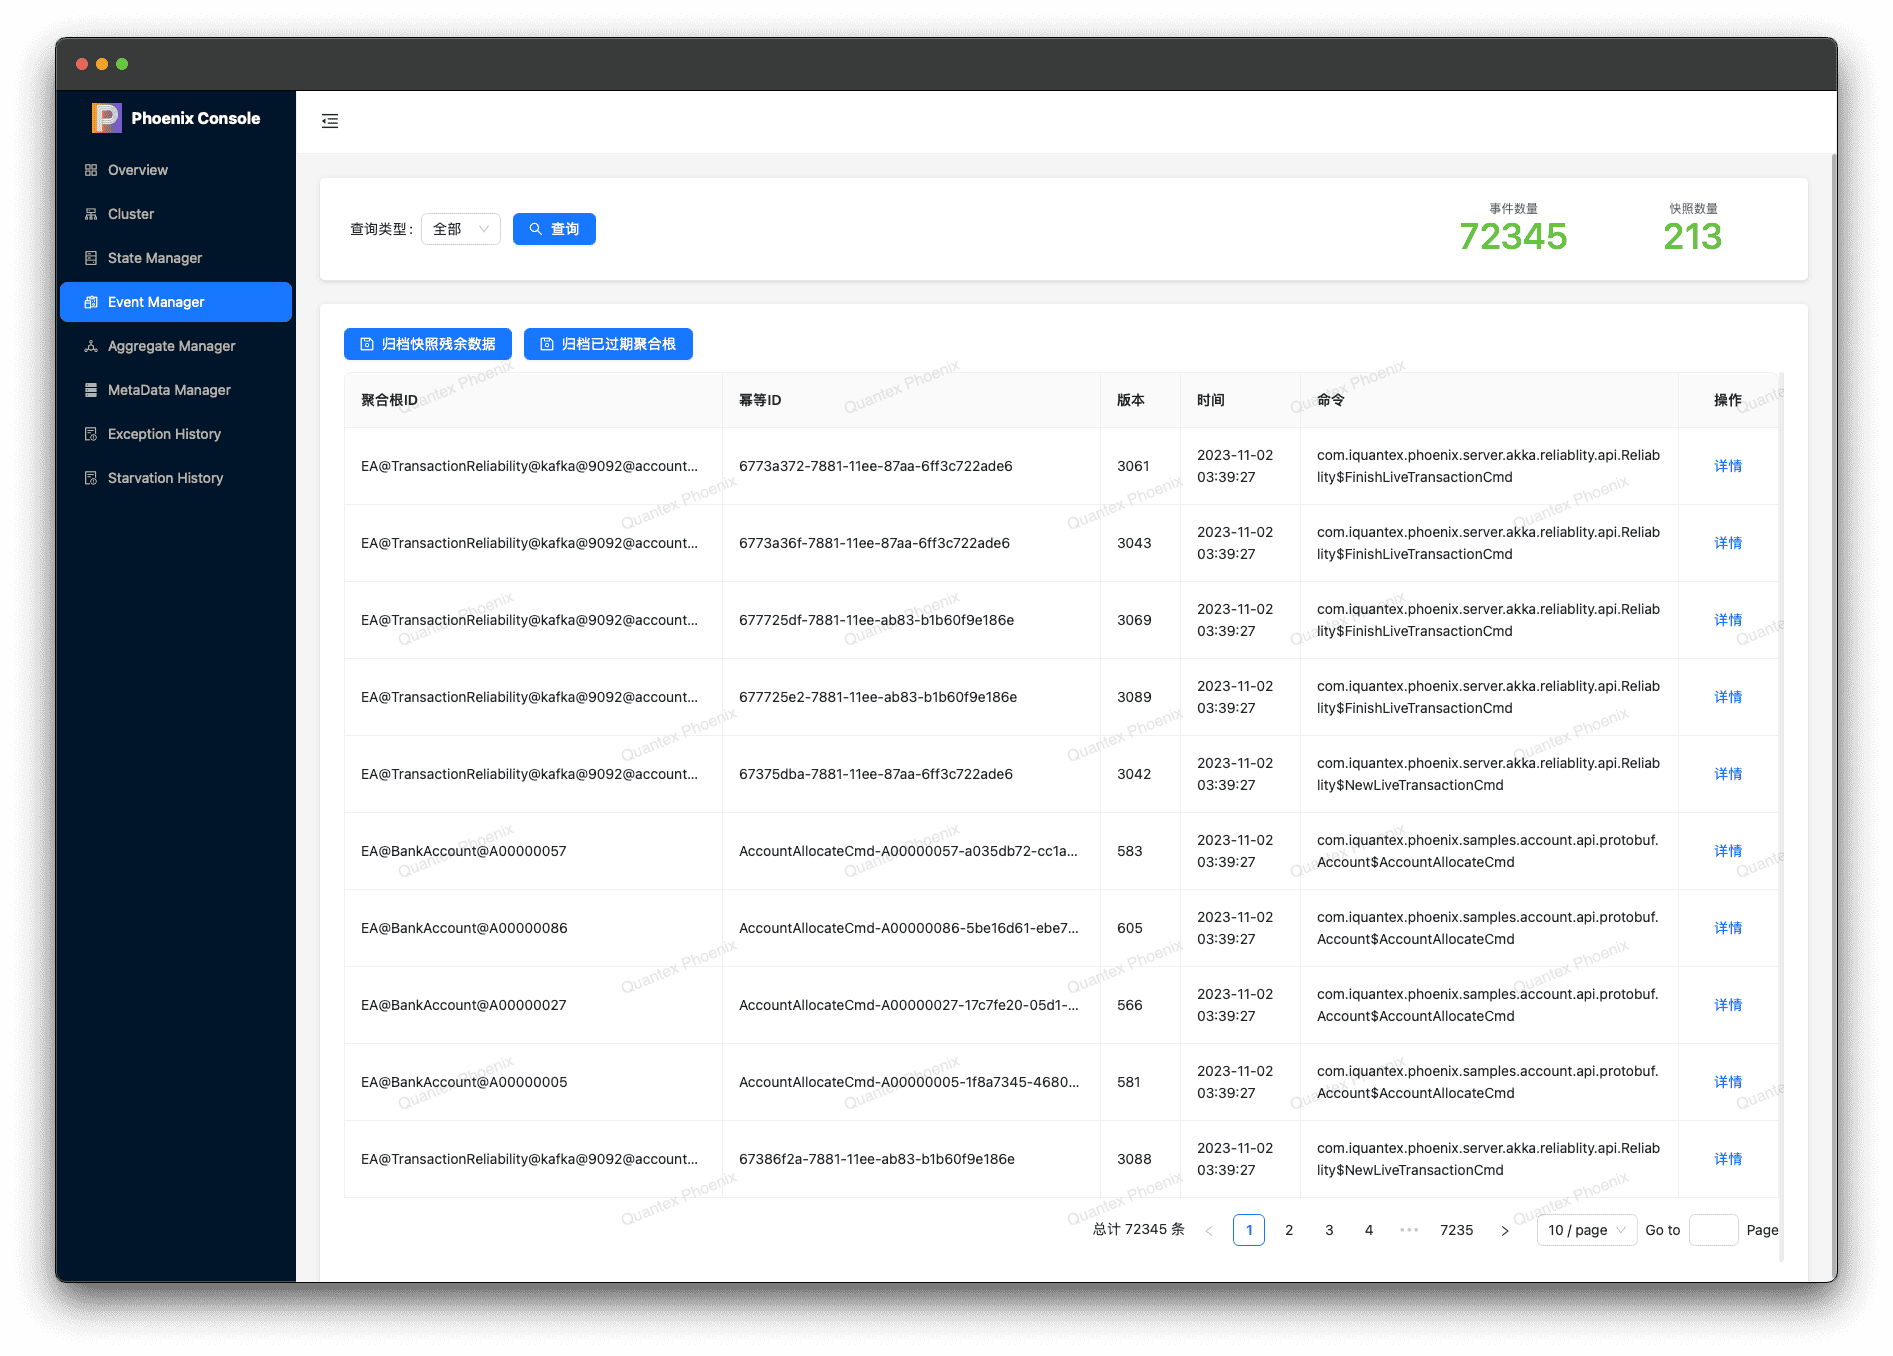 Phoenix Console
Overview
Cluster
State Manager
Event Manager
Aggregate Manager
MetaData Manager
Exception History
Starvation History
查询类型: 全部 查询
事件数量 快照数量
72345 213
归档快照残余数据 归档已过期聚合根
聚合根ID 幂等ID 版本 时间 命令 操作
EA@TransactionReliability@kafka@9092@account... 6773a372-7881-11ee-87aa-6ff3c722ade6 3061 2023-11-02 03:39:27 com.iquantex.phoenix.server.akka.reliablity.api.Reliablity$FinishLiveTransactionCmd 详情
EA@TransactionReliability@kafka@9092@account... 6773a36f-7881-11ee-87aa-6ff3c722ade6 3043 2023-11-02 03:39:27 com.iquantex.phoenix.server.akka.reliablity.api.Reliablity$FinishLiveTransactionCmd 详情
EA@TransactionReliability@kafka@9092@account... 677725df-7881-11ee-ab83-b1b60f9e186e 3069 2023-11-02 03:39:27 com.iquantex.phoenix.server.akka.reliablity.api.Reliablity$FinishLiveTransactionCmd 详情
EA@TransactionReliability@kafka@9092@account... 677725e2-7881-11ee-ab83-b1b60f9e186e 3089 2023-11-02 03:39:27 com.iquantex.phoenix.server.akka.reliablity.api.Reliablity$FinishLiveTransactionCmd 详情
EA@TransactionReliability@kafka@9092@account... 67375dba-7881-11ee-87aa-6ff3c722ade6 3042 2023-11-02 03:39:27 com.iquantex.phoenix.server.akka.reliablity.api.Reliablity$NewLiveTransactionCmd 详情
EA@BankAccount@A00000057 AccountAllocateCmd-A00000057-a035db72-cc1a... 583 2023-11-02 03:39:27 com.iquantex.phoenix.samples.account.api.protobuf.Account$AccountAllocateCmd 详情
EA@BankAccount@A00000086 AccountAllocateCmd-A00000086-5be16d61-ebe7... 605 2023-11-02 03:39:27 com.iquantex.phoenix.samples.account.api.protobuf.Account$AccountAllocateCmd 详情
EA@BankAccount@A00000027 AccountAllocateCmd-A00000027-17c7fe20-05d1-... 566 2023-11-02 03:39:27 com.iquantex.phoenix.samples.account.api.protobuf.Account$AccountAllocateCmd 详情
EA@BankAccount@A00000005 AccountAllocateCmd-A00000005-1f8a7345-4680... 581 2023-11-02 03:39:27 com.iquantex.phoenix.samples.account.api.protobuf.Account$AccountAllocateCmd 详情
EA@TransactionReliability@kafka@9092@account... 67386f2a-7881-11ee-ab83-b1b60f9e186e 3088 2023-11-02 03:39:27 com.iquantex.phoenix.server.akka.reliablity.api.Reliablity$NewLiveTransactionCmd 详情
总计 72345 条 < 1 2 3 4 ••• 7235 > 10 / page Go to Page
Quantex Phoenix